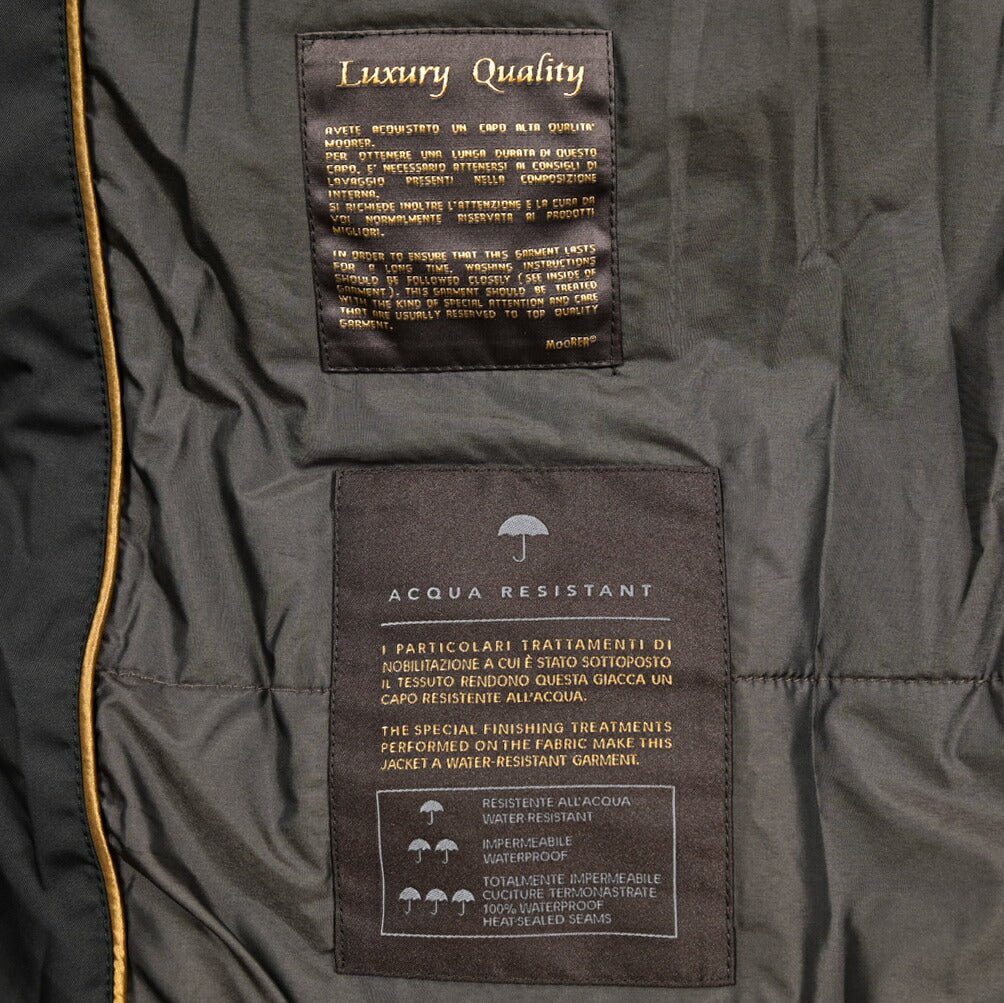 Luxury Quality
AVETE ACQUISTATO UN CAPO ALTA QUALITA'
MOORER.
PER OTTENERE UNA LUNGA DURATA DI QUESTO
CAPO, E' NECESSARIO ATTENERSI AI CONSIGLI DI
LAVAGGIO PRESENTI NELLA COMPOSIZIONE
INTERNA.
SI RICHIEDE INOLTRE L'ATTENZIONE E LA CURA DA
VOI NORMALMENTE RISERVATA AI PRODOTTI
MIGLIORI.
IN ORDER TO ENSURE THAT THIS GARMENT LASTS
FOR A LONG TIME, WASHING INSTRUCTIONS
SHOULD BE FOLLOWED CLOSELY (SEE INSIDE OF
GARMENT). THIS GARMENT SHOULD BE TREATED
WITH THE KIND OF SPECIAL ATTENTION AND CARE
THAT ARE USUALLY RESERVED TO TOP QUALITY
GARMENT.
MOORER®
ACQUA RESISTANT
I PARTICOLARI TRATTAMENTI DI
NOBILITAZIONE A CUI È STATO SOTTOPOSTO
IL TESSUTO RENDONO QUESTA GIACCA UN
CAPO RESISTENTE ALL'ACQUA.
THE SPECIAL FINISHING TREATMENTS
PERFORMED ON THE FABRIC MAKE THIS
JACKET A WATER-RESISTANT GARMENT.
RESISTENTE ALL'ACQUA
WATER-RESISTANT
IMPERMEABILE
WATERPROOF
TOTALMENTE IMPERMEABILE
CUCITURE TERMONASTRATE
100% WATERPROOF
HEAT-SEALED SEAMS